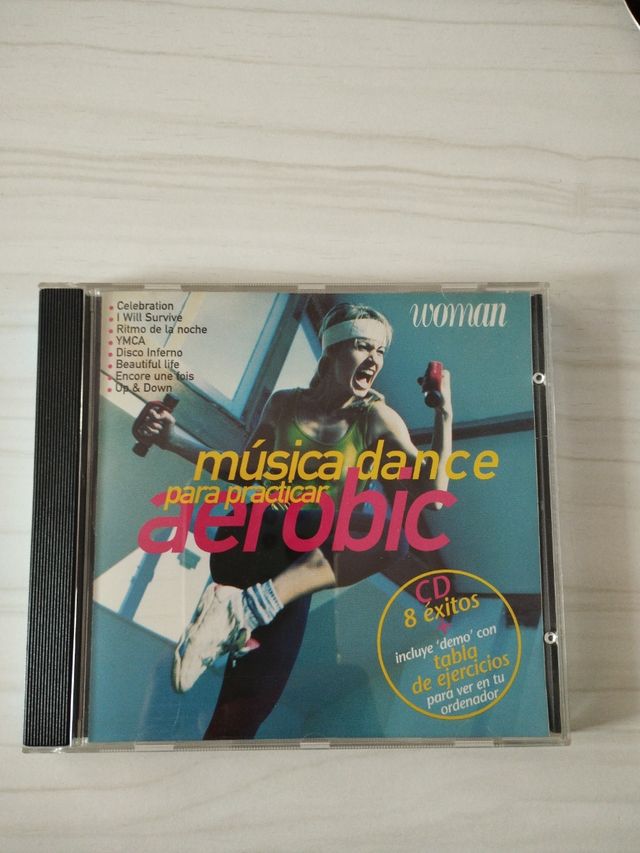 Celebration
I Will Survive
Ritmo de la noche
YMCA
Disco Inferno
Beautiful life
Encore une fois
Up & Down
woman
música dance
para practicar
aerobic
CD
8 éxitos
+
incluye 'demo' con
tabla
de ejercicios
para ver en tu
ordenador